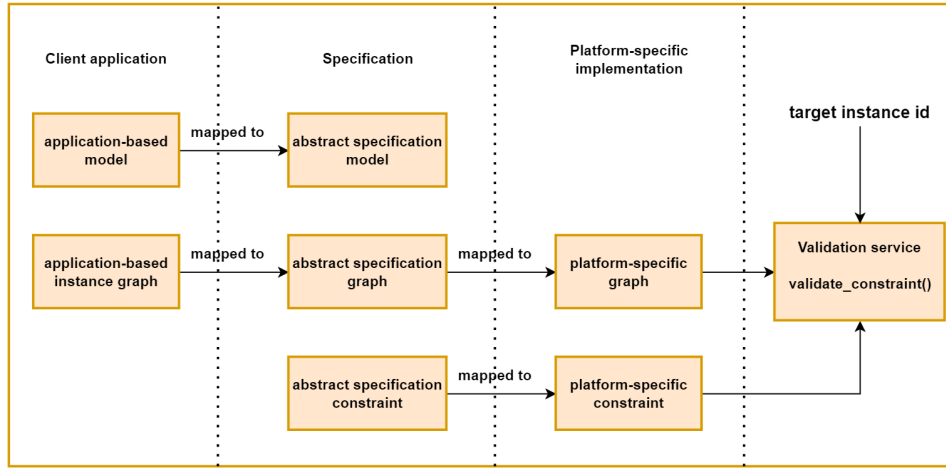 Client application
Specification
Platform-specific
implementation
target instance id
application-based
model
mapped to
abstract specification
model
application-based
instance graph
mapped to
abstract specification
graph
mapped to
platform-specific
graph
Validation service
validate_constraint()
abstract specification
constraint
mapped to
platform-specific
constraint